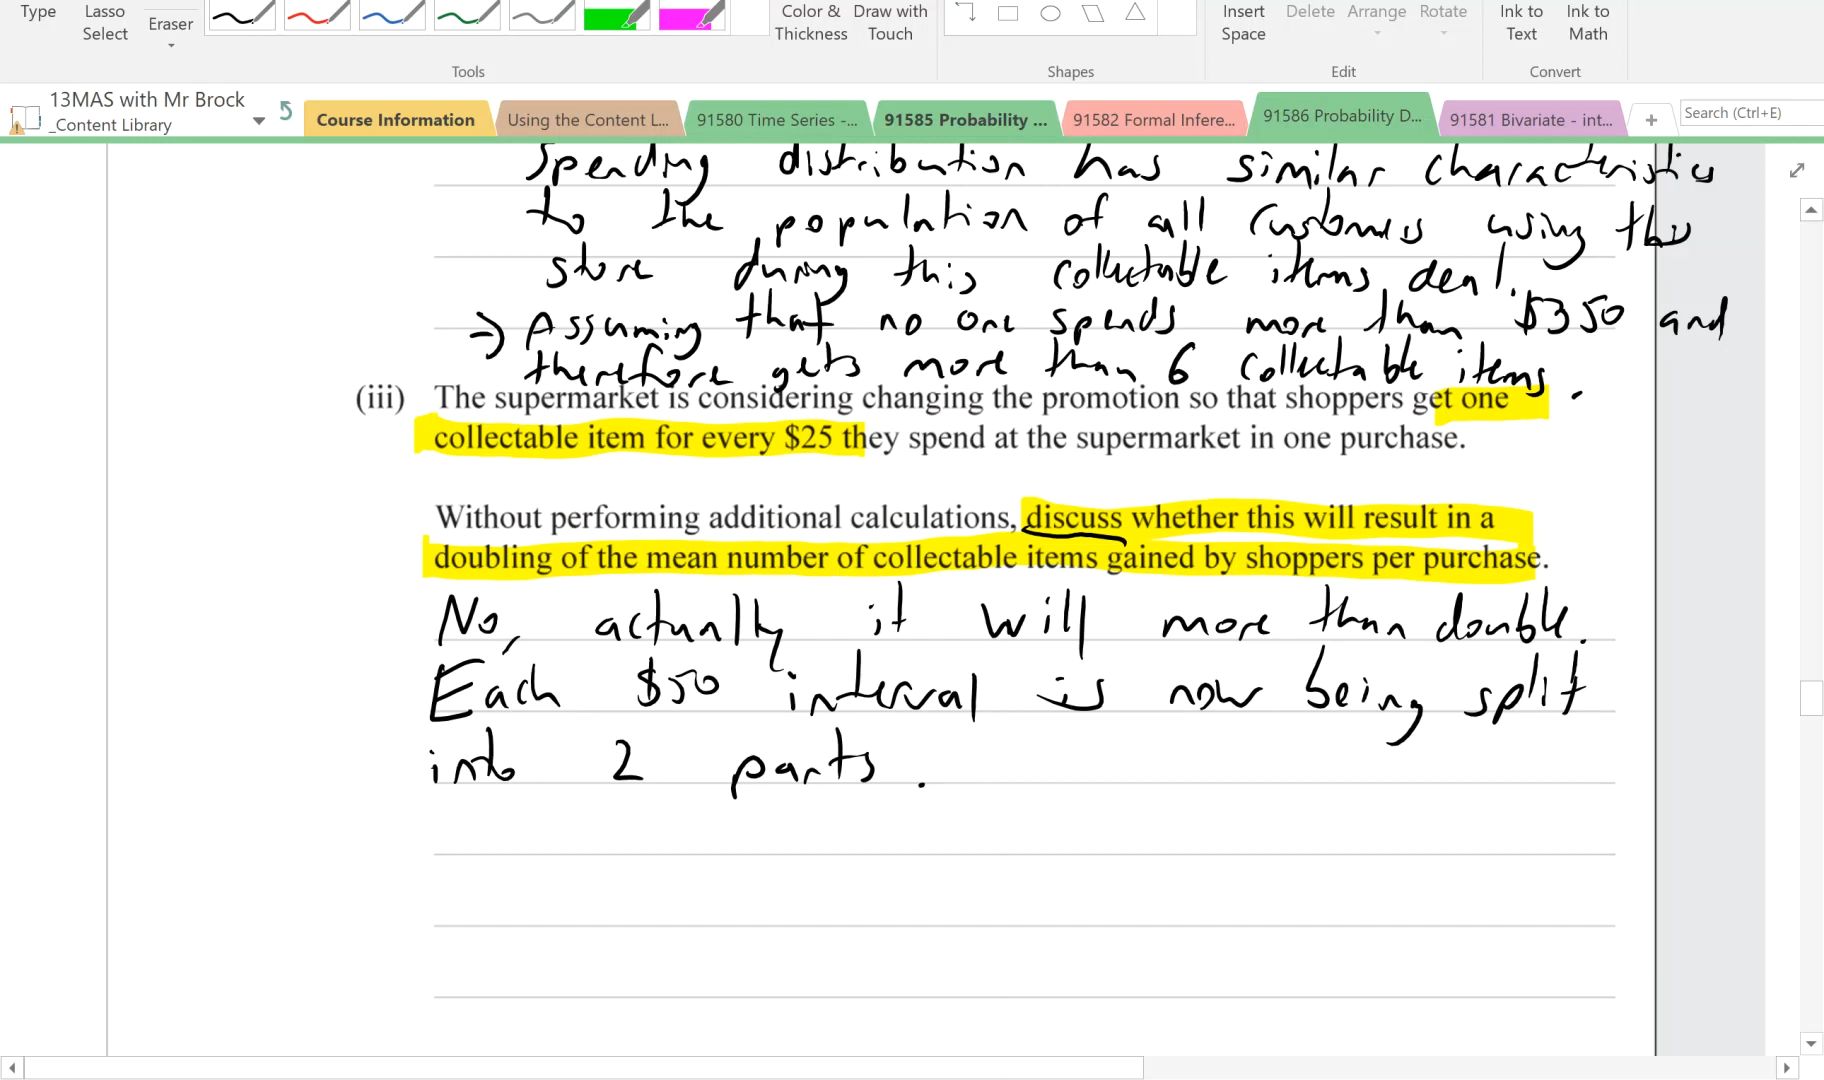 Type
Lasso Select
Eraser
Color & Thickness
Draw with Touch
Insert Space
Delete
Arrange
Rotate
Ink to Text
Ink to Math
Tools
Shapes
Edit
Convert
13MAS with Mr Brock
_Content Library
Course Information
Using the Content L...
91580 Time Series -...
91585 Probability ...
91582 Formal Infere...
91586 Probability D...
91581 Bivariate - int...
+
Search (Ctrl+E)
Spending distribution has similar characteristics
to the population of all customers using this
store during this collectable items deal.
→ Assuming that no one spends more than $350 and
therefore gets more than 6 collectable items.
(iii) The supermarket is considering changing the promotion so that shoppers get one
collectable item for every $25 they spend at the supermarket in one purchase.
Without performing additional calculations, discuss whether this will result in a
doubling of the mean number of collectable items gained by shoppers per purchase.
No, actually it will more than double.
Each $50 interval is now being split
into 2 parts.